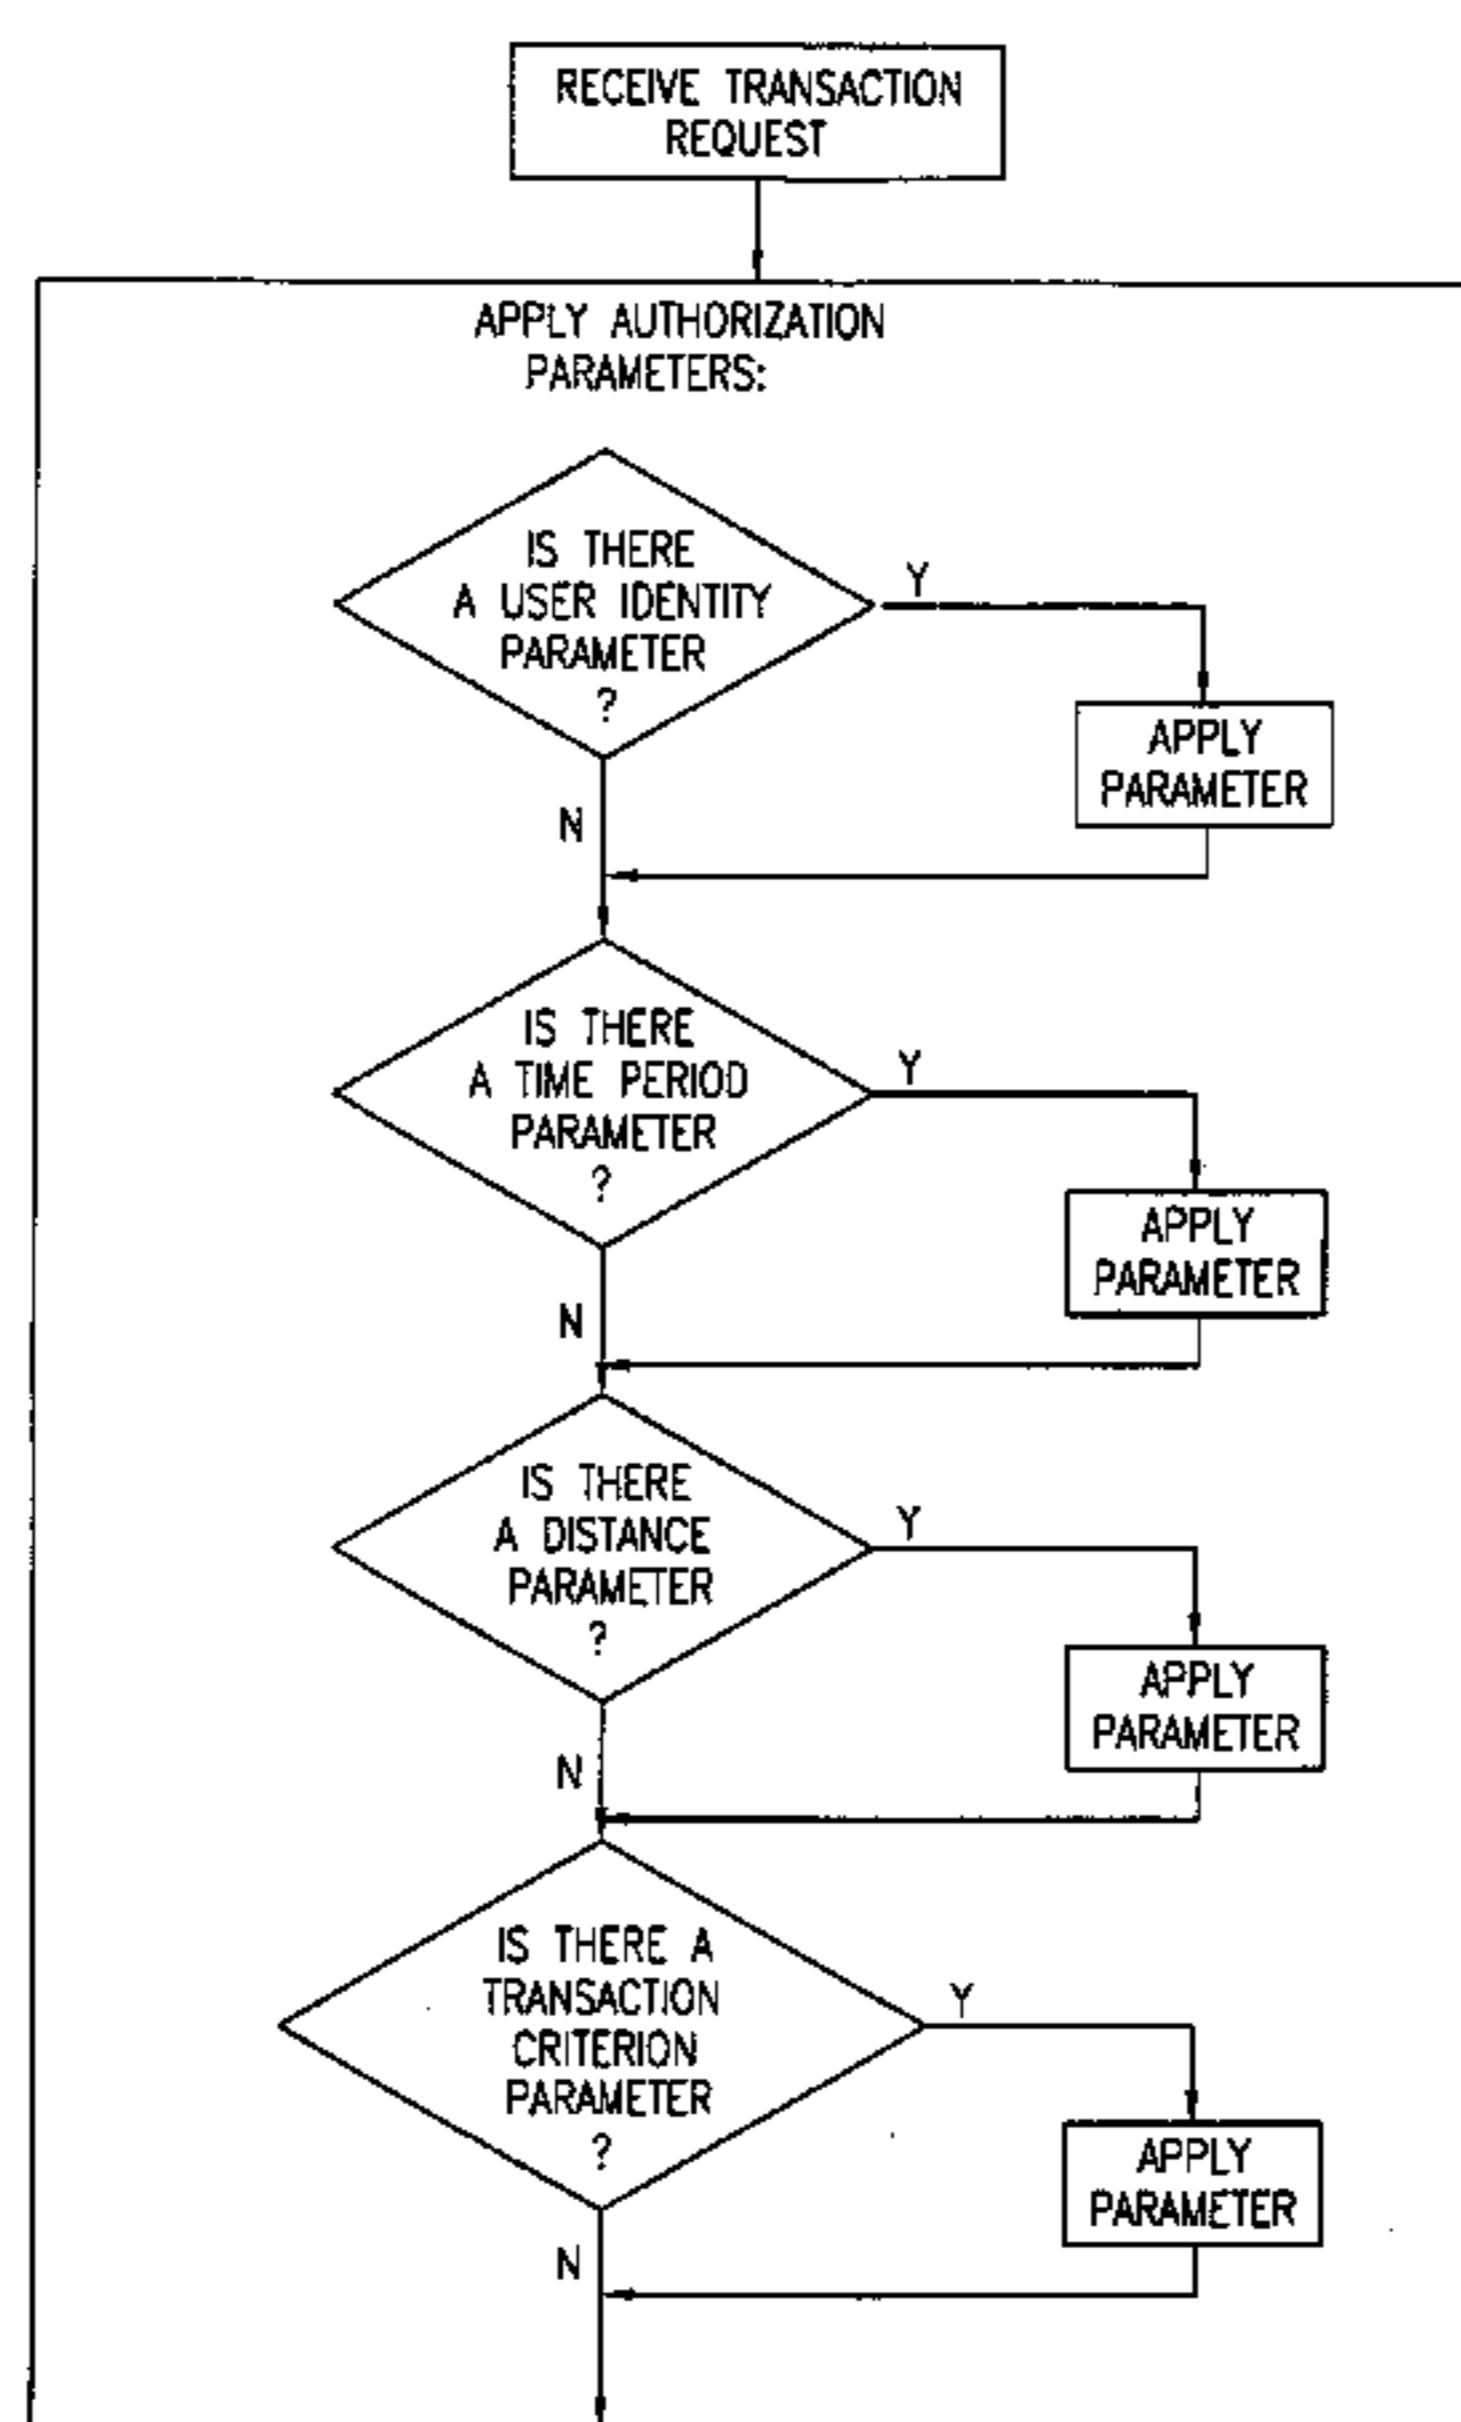 RECEIVE TRANSACTION
REQUEST
APPLY AUTHORIZATION
PARAMETERS:
IS THERE
A USER IDENTITY
PARAMETER
?
Y
APPLY
PARAMETER
N
IS THERE
A TIME PERIOD
PARAMETER
?
Y
APPLY
PARAMETER
N
IS THERE
A DISTANCE
PARAMETER
?
Y
APPLY
PARAMETER
N
IS THERE A
TRANSACTION
CRITERION
PARAMETER
?
Y
APPLY
PARAMETER
N